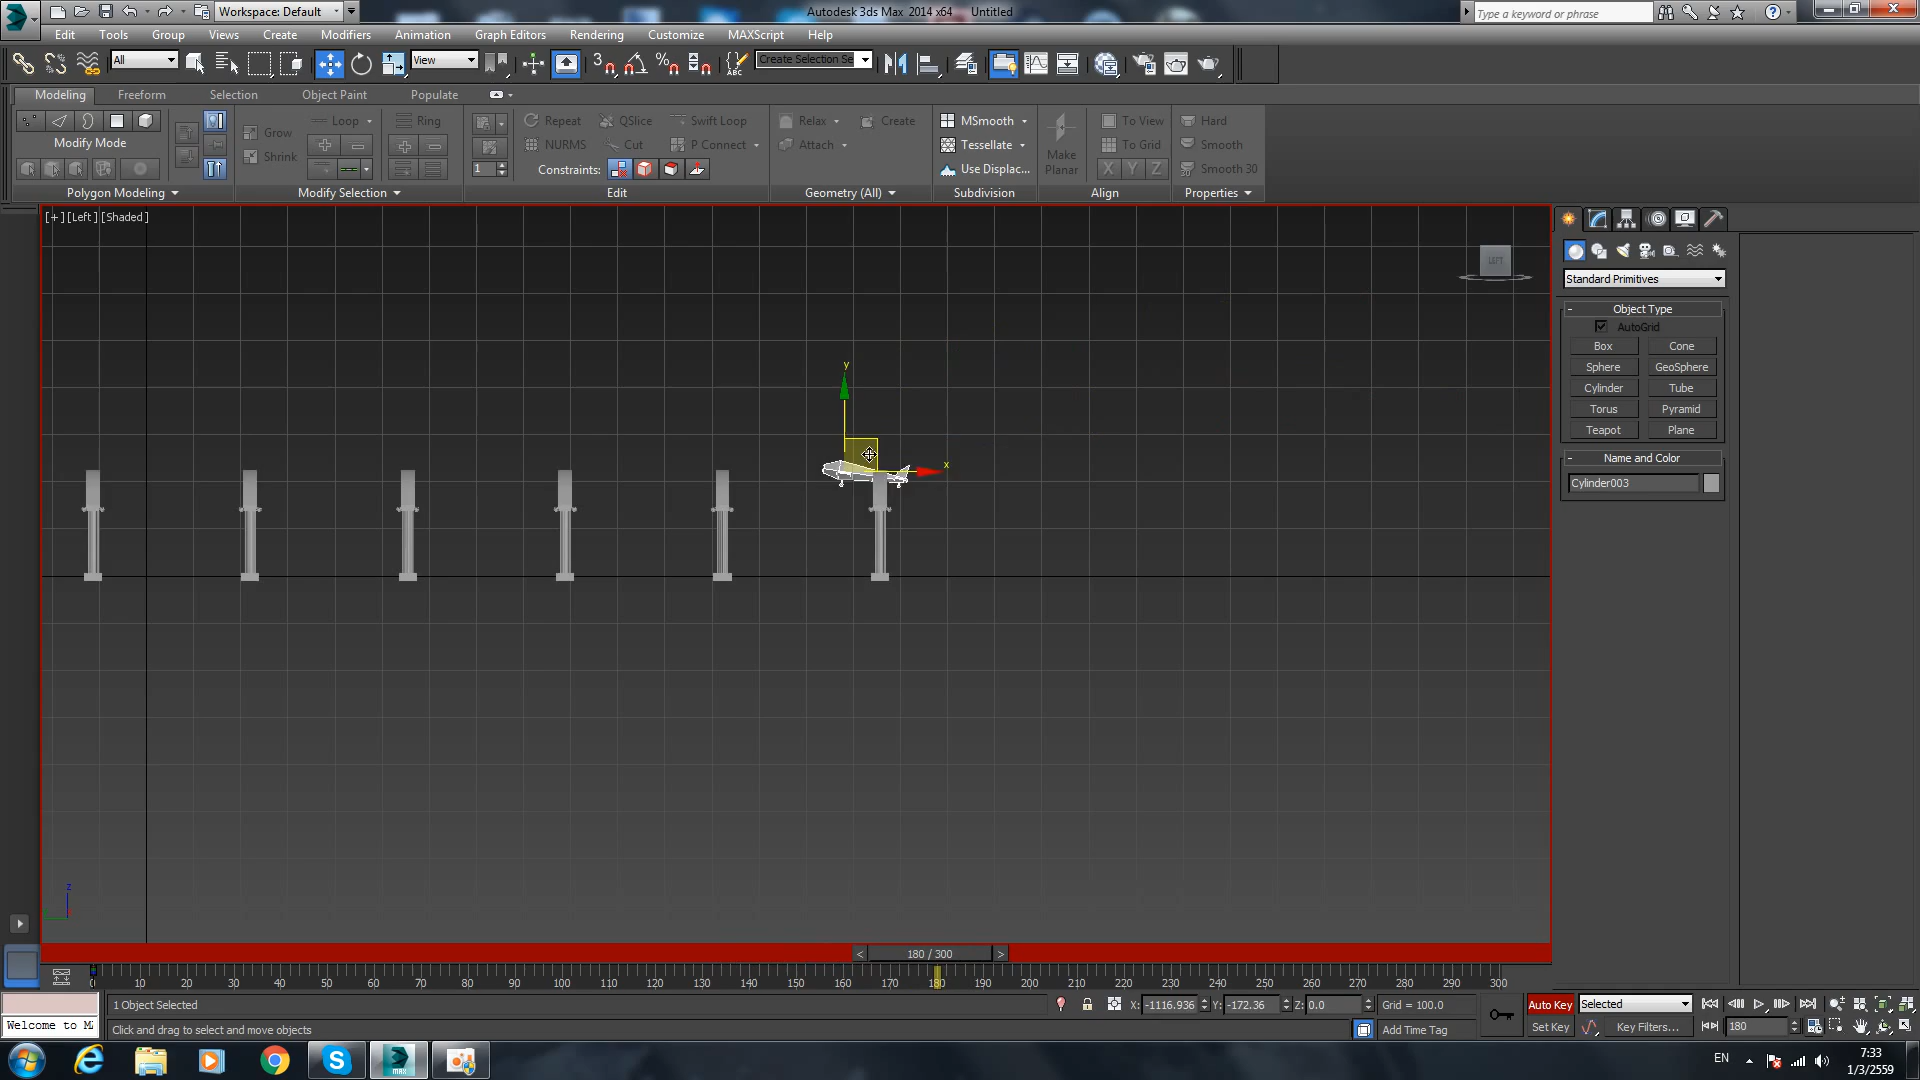 Workspace: Default
Autodesk 3ds Max 2014 x64 Untitled
Type a keyword or phrase
Edit Tools Group Views Create Modifiers Animation Graph Editors Rendering Customize MAXScript Help
All View Create Selection Se
Modeling Freeform Selection Object Paint Populate
Loop Ring Repeat QSlice Swift Loop Relax Create MSmooth To View Hard
Grow
Modify Mode NURMS Cut P Connect Attach Tessellate Make Planar To Grid Smooth
Shrink
1 Constraints: Use Displac... X Y Z Smooth 30
Polygon Modeling Modify Selection Edit Geometry (All) Subdivision Align Properties
[+] [Left] [Shaded]
LEFT
Standard Primitives
- Object Type
AutoGrid
Box Cone
Sphere GeoSphere
Cylinder Tube
Torus Pyramid
Teapot Plane
- Name and Color
Cylinder003
y
x
z
< 180 / 300 >
10 20 30 40 50 60 70 80 90 100 110 120 130 140 150 160 170 180 190 200 210 220 230 240 250 260 270 280 290 300
1 Object Selected X: -1116.936 Y: -172.36 Z: 0.0 Grid = 100.0 Auto Key Selected
Welcome to M Click and drag to select and move objects Add Time Tag Set Key Key Filters... 180
EN 7:33
1/3/2559